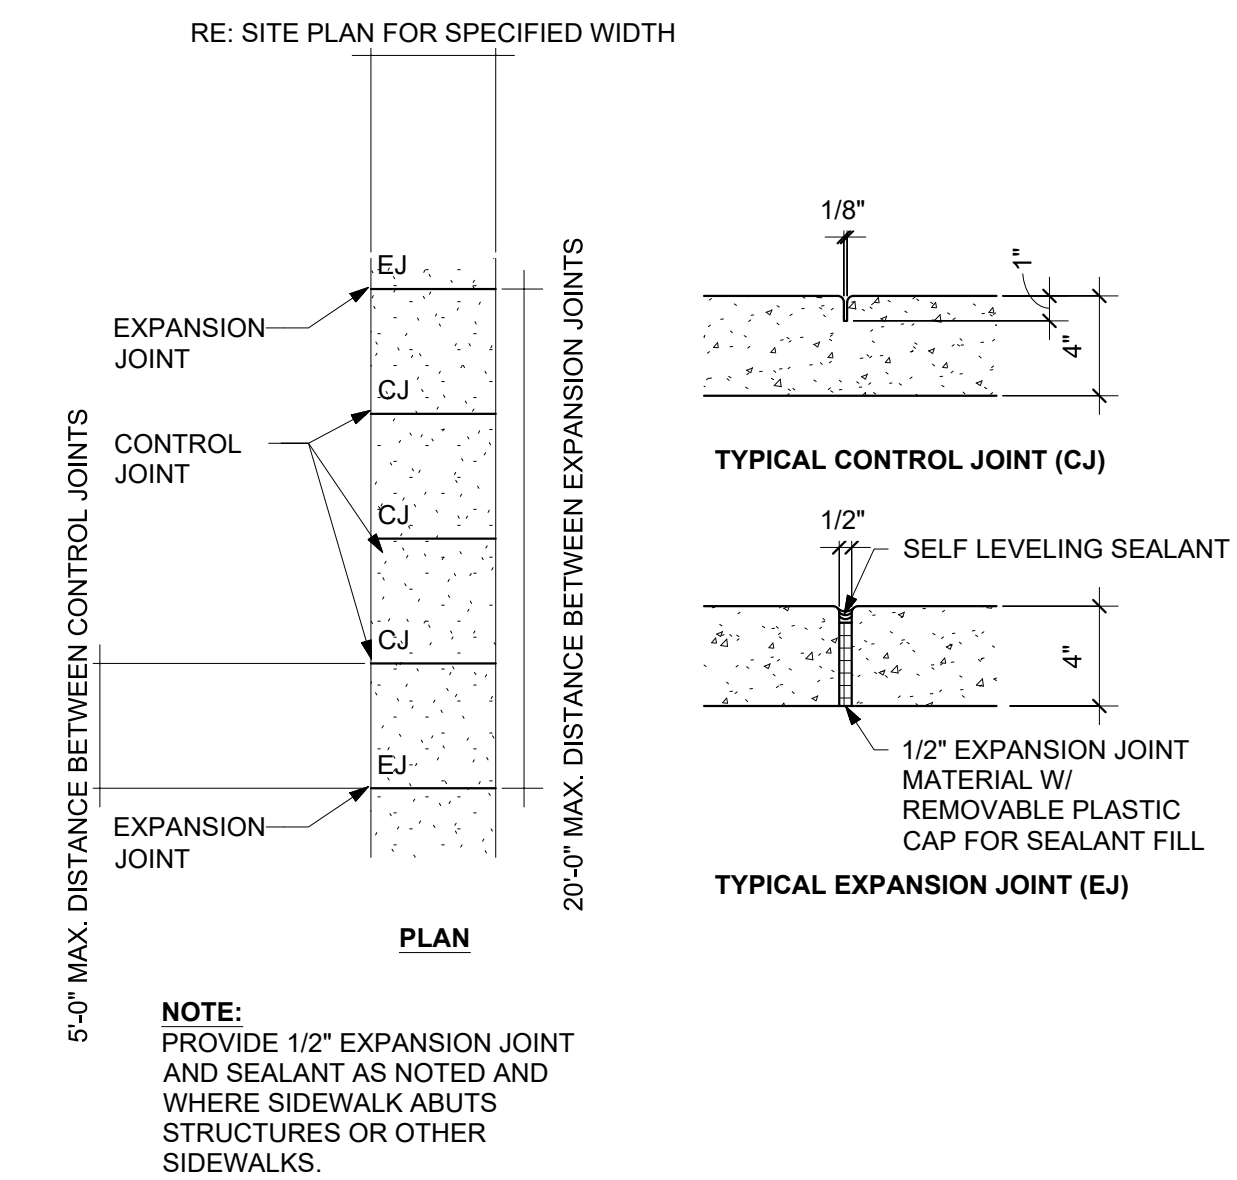 RE: SITE PLAN FOR SPECIFIED WIDTH
EJ
EXPANSION
JOINT
CJ
CONTROL
JOINT
CJ
CJ
EJ
EXPANSION
JOINT
5'-0" MAX. DISTANCE BETWEEN CONTROL JOINTS
20'-0" MAX. DISTANCE BETWEEN EXPANSION JOINTS
PLAN
NOTE:
PROVIDE 1/2" EXPANSION JOINT
AND SEALANT AS NOTED AND
WHERE SIDEWALK ABUTS
STRUCTURES OR OTHER
SIDEWALKS.
1/8"
1"
4"
TYPICAL CONTROL JOINT (CJ)
1/2"
SELF LEVELING SEALANT
4"
1/2" EXPANSION JOINT
MATERIAL W/
REMOVABLE PLASTIC
CAP FOR SEALANT FILL
TYPICAL EXPANSION JOINT (EJ)